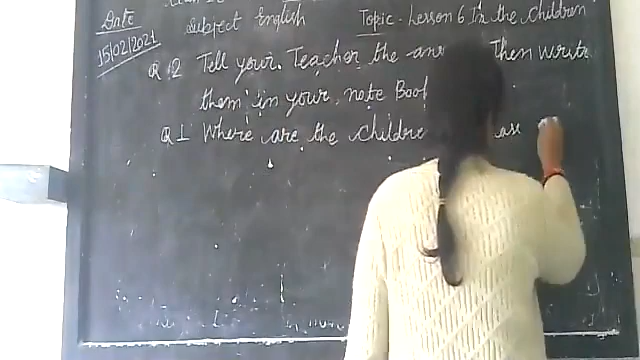 Date
15/02/2021
Subject English
Topic - Lesson 6 In the Children
Q.2 Tell your Teacher the Then write
them in your note Book
Q1 Where are the